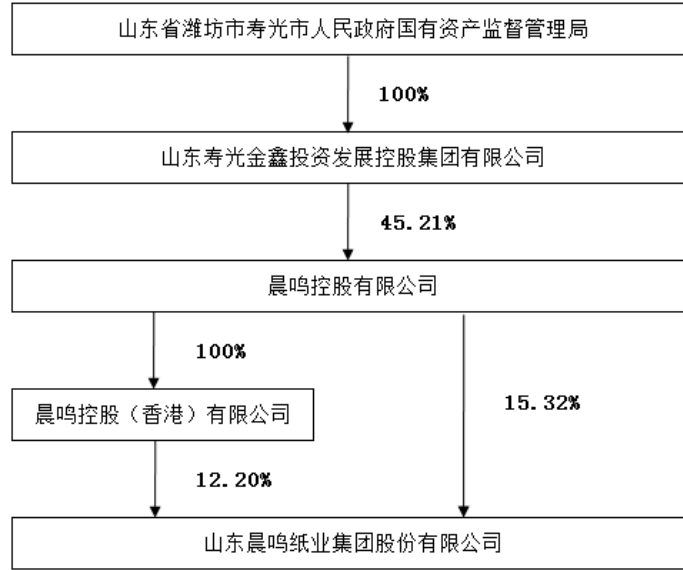 山东省潍坊市寿光市人民政府国有资产监督管理局
100%
山东寿光金鑫投资发展控股集团有限公司
45.21%
晨鸣控股有限公司
100%
15.32%
晨鸣控股（香港）有限公司
12.20%
山东晨鸣纸业集团股份有限公司